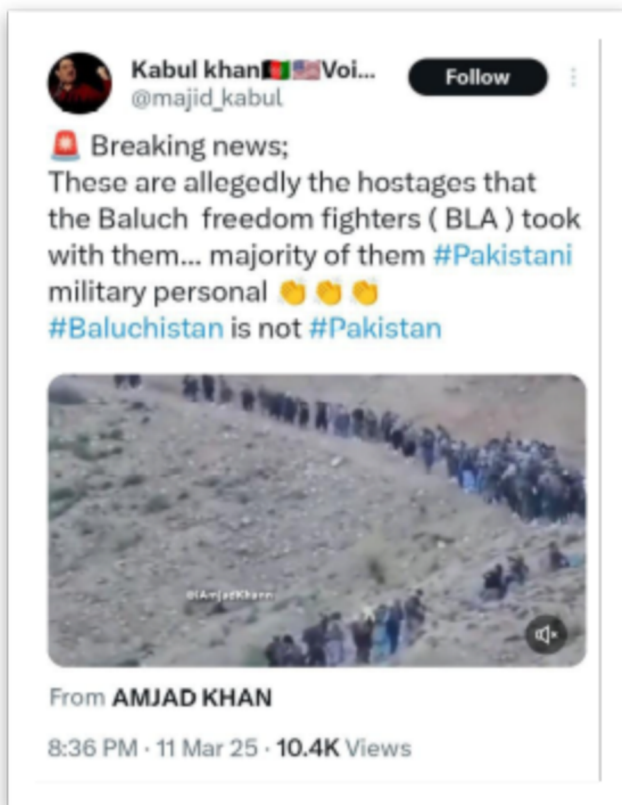 Kabul khan🇦🇫🇺🇸Voi...
Follow
@majid_kabul
🚨 Breaking news;
These are allegedly the hostages that
the Baluch freedom fighters ( BLA ) took
with them... majority of them #Pakistani
military personal 👏👏👏
#Baluchistan is not #Pakistan
@iAmjadKhann
From AMJAD KHAN
8:36 PM · 11 Mar 25 · 10.4K Views